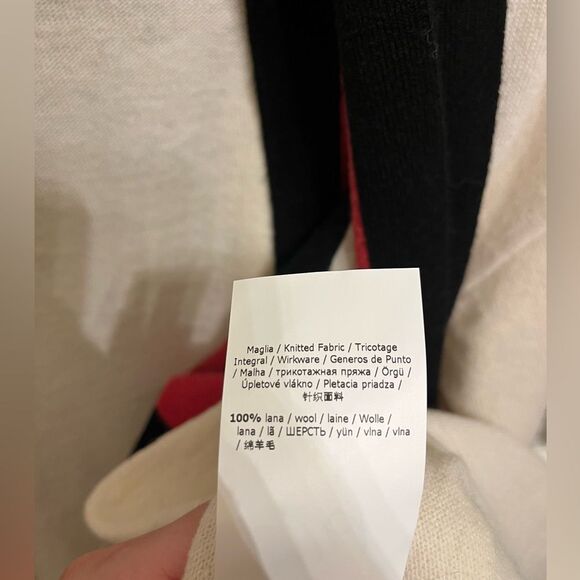 Maglia / Knitted Fabric / Tricotage
Integral / Wirkware / Generos de Punto
/ Malha / трикотажная пряжа / Örgü /
Úpletové vlákno / Pletacia priadza /
针织面料
100% lana / wool / laine / Wolle /
lana / lã / ШЕРСТЬ / yün / vlna / vlna
/ 绵羊毛